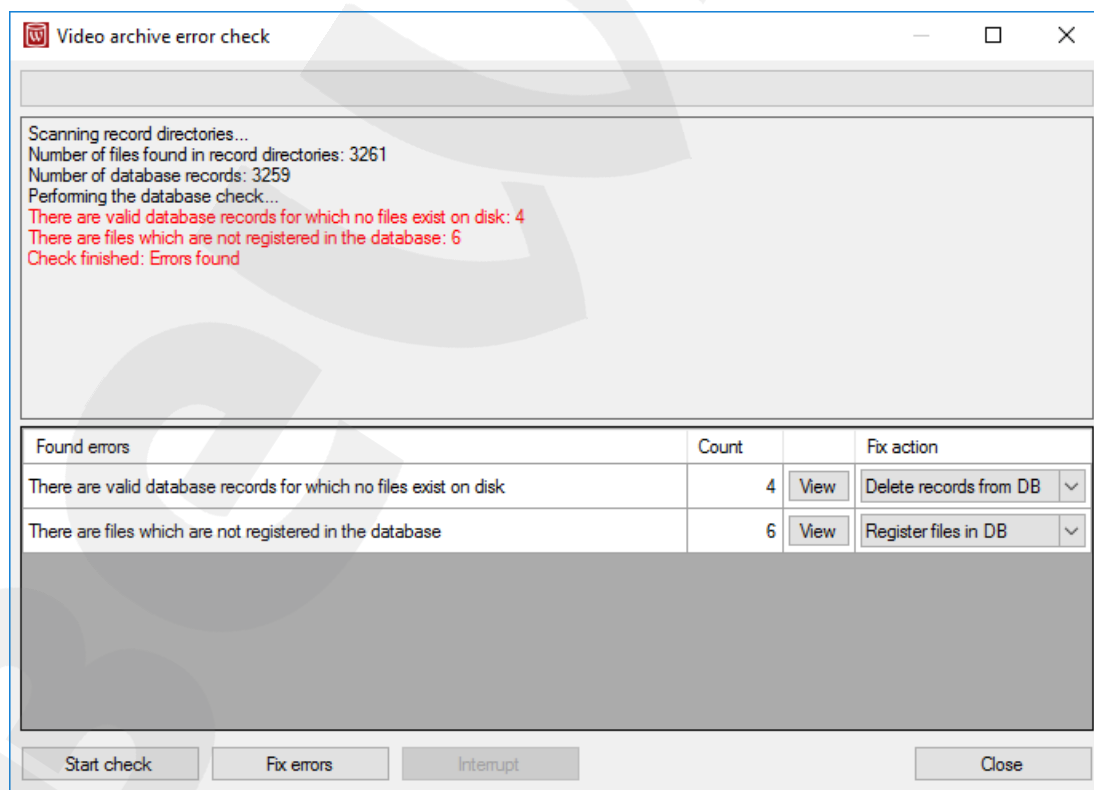 Video archive error check
Scanning record directories...
Number of files found in record directories: 3261
Number of database records: 3259
Performing the database check...
There are valid database records for which no files exist on disk: 4
There are files which are not registered in the database: 6
Check finished: Errors found
Found errors Count Fix action
There are valid database records for which no files exist on disk 4 View Delete records from DB
There are files which are not registered in the database 6 View Register files in DB
Start check Fix errors Interrupt Close